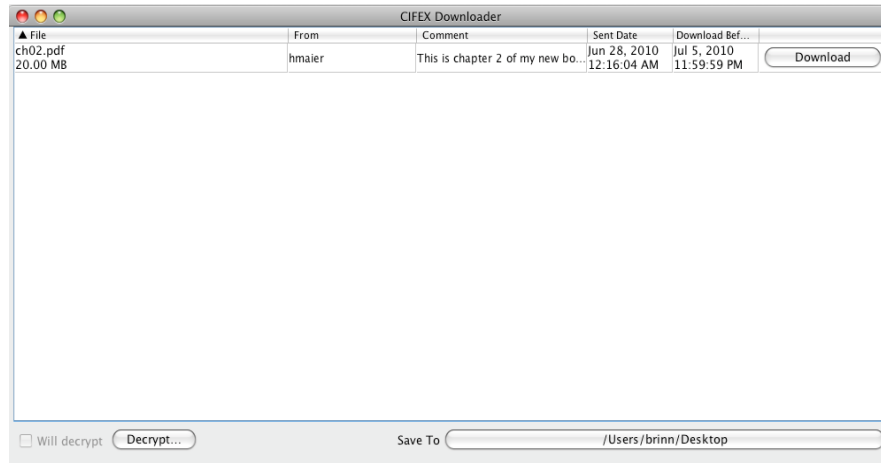 CIFEX Downloader
▲ File From Comment Sent Date Download Bef...
ch02.pdf
20.00 MB
hmaier
This is chapter 2 of my new bo...
Jun 28, 2010
12:16:04 AM
Jul 5, 2010
11:59:59 PM
Download
Will decrypt Decrypt... Save To /Users/brinn/Desktop